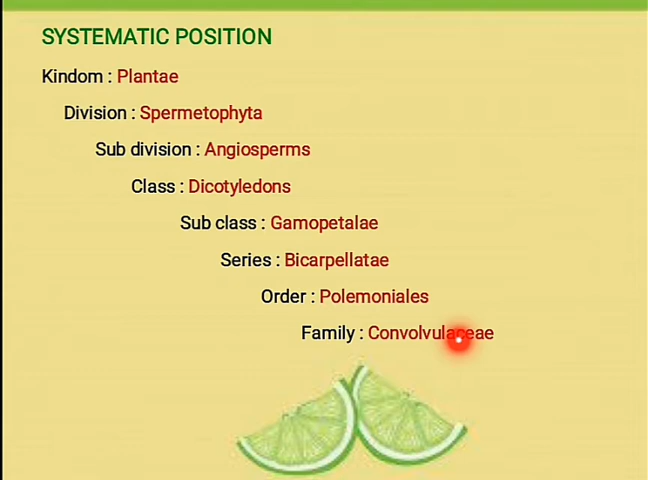 SYSTEMATIC POSITION
Kindom : Plantae
Division : Spermetophyta
Sub division : Angiosperms
Class : Dicotyledons
Sub class : Gamopetalae
Series : Bicarpellatae
Order : Polemoniales
Family : Convolvulaceae